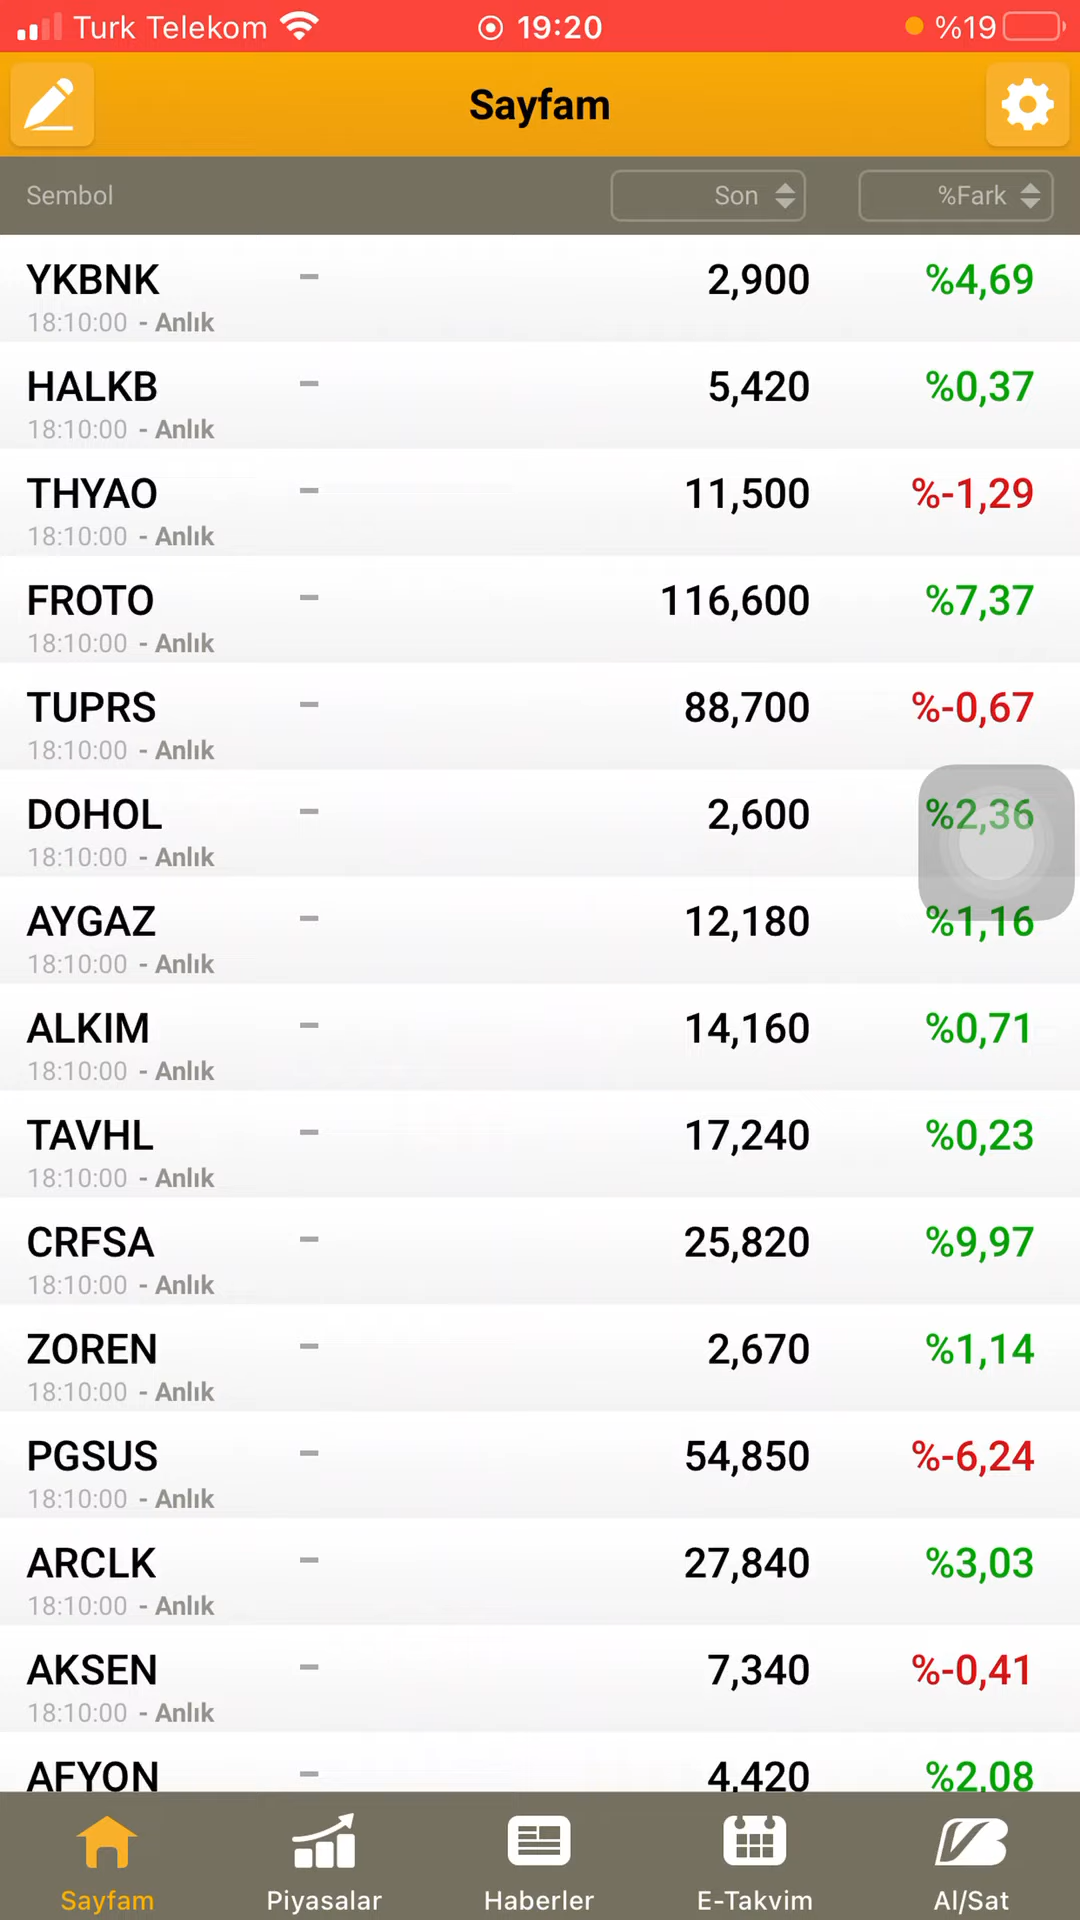 Turk Telekom 19:20 %19
Sayfam
Sembol Son %Fark
YKBNK - 2,900 %4,69
18:10:00 - Anlık
HALKB - 5,420 %0,37
18:10:00 - Anlık
THYAO - 11,500 %-1,29
18:10:00 - Anlık
FROTO - 116,600 %7,37
18:10:00 - Anlık
TUPRS - 88,700 %-0,67
18:10:00 - Anlık
DOHOL - 2,600 %2,36
18:10:00 - Anlık
AYGAZ - 12,180 %1,16
18:10:00 - Anlık
ALKIM - 14,160 %0,71
18:10:00 - Anlık
TAVHL - 17,240 %0,23
18:10:00 - Anlık
CRFSA - 25,820 %9,97
18:10:00 - Anlık
ZOREN - 2,670 %1,14
18:10:00 - Anlık
PGSUS - 54,850 %-6,24
18:10:00 - Anlık
ARCLK - 27,840 %3,03
18:10:00 - Anlık
AKSEN - 7,340 %-0,41
18:10:00 - Anlık
AFYON - 4,420 %2,08
Sayfam Piyasalar Haberler E-Takvim Al/Sat